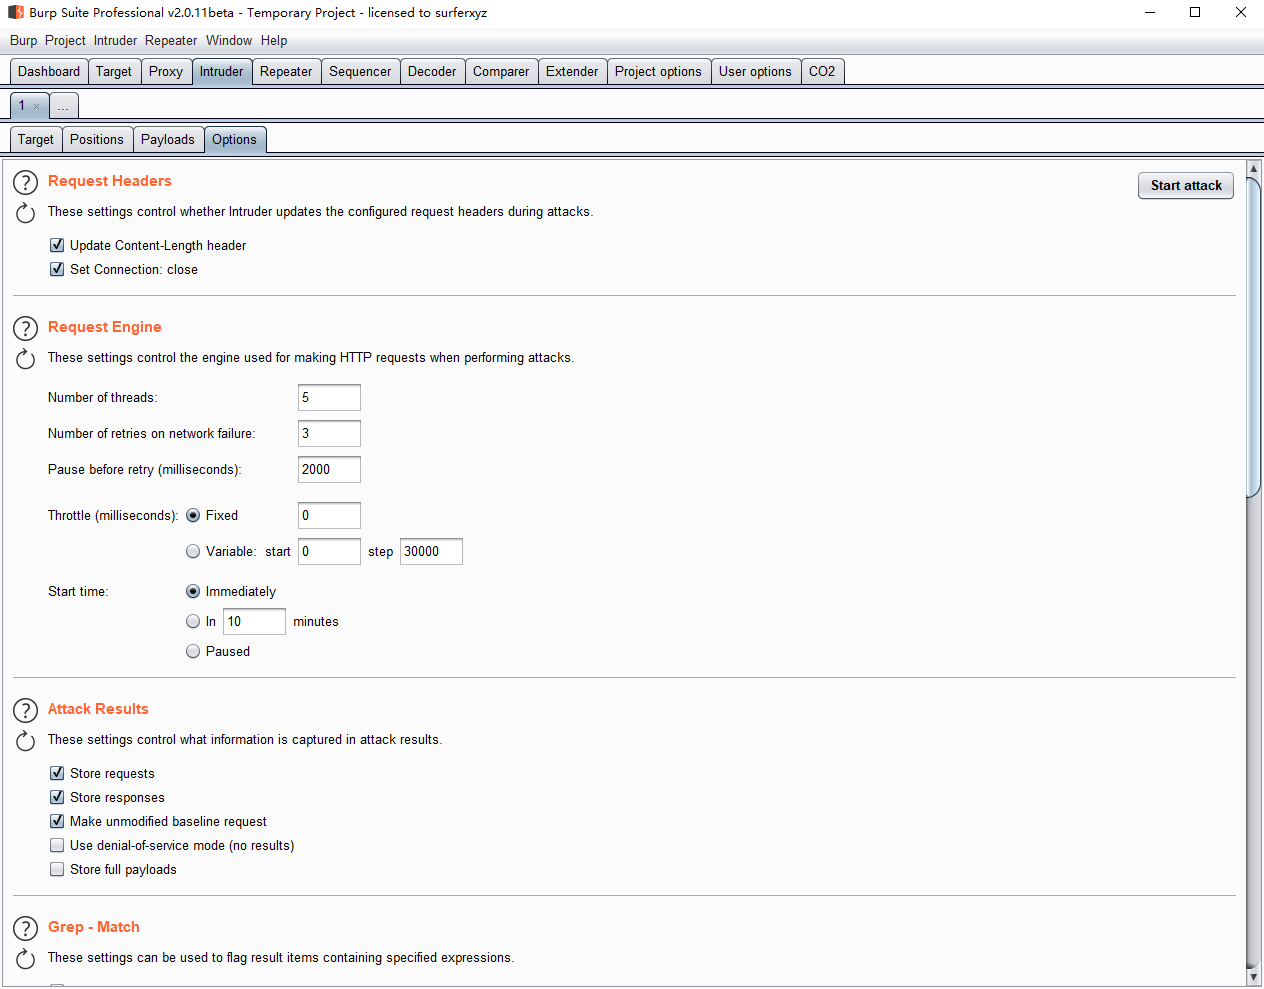 Burp Suite Professional v2.0.11beta - Temporary Project - licensed to surferxyz
Burp Project Intruder Repeater Window Help
Dashboard Target Proxy Intruder Repeater Sequencer Decoder Comparer Extender Project options User options CO2
1 × ...
Target Positions Payloads Options
? Request Headers
Start attack
These settings control whether Intruder updates the configured request headers during attacks.
Update Content-Length header
Set Connection: close
? Request Engine
These settings control the engine used for making HTTP requests when performing attacks.
Number of threads: 5
Number of retries on network failure: 3
Pause before retry (milliseconds): 2000
Throttle (milliseconds): Fixed 0
Variable: start 0 step 30000
Start time: Immediately
In 10 minutes
Paused
? Attack Results
These settings control what information is captured in attack results.
Store requests
Store responses
Make unmodified baseline request
Use denial-of-service mode (no results)
Store full payloads
? Grep - Match
These settings can be used to flag result items containing specified expressions.